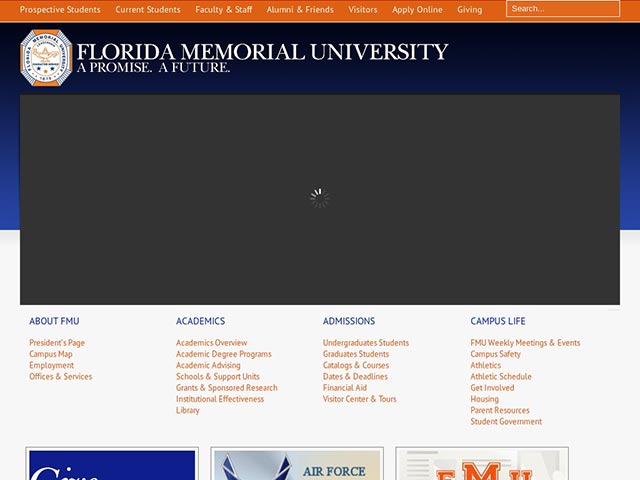 Prospective Students Current Students Faculty & Staff Alumni & Friends Visitors Apply Online Giving Search...
FLORIDA MEMORIAL UNIVERSITY
A PROMISE. A FUTURE.
ABOUT FMU
President's Page
Campus Map
Employment
Offices & Services
ACADEMICS
Academics Overview
Academic Degree Programs
Academic Advising
Schools & Support Units
Grants & Sponsored Research
Institutional Effectiveness
Library
ADMISSIONS
Undergraduates Students
Graduates Students
Catalogs & Courses
Dates & Deadlines
Financial Aid
Visitor Center & Tours
CAMPUS LIFE
FMU Weekly Meetings & Events
Campus Safety
Athletics
Athletic Schedule
Get Involved
Housing
Parent Resources
Student Government
Give
AIR FORCE
FMU